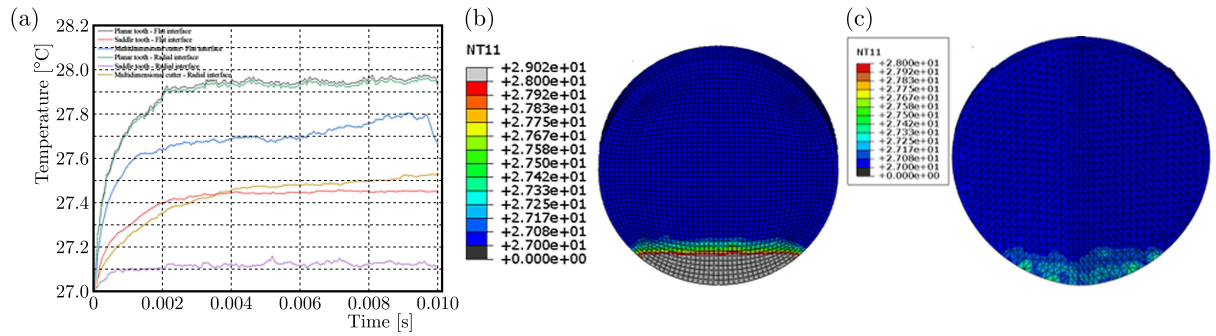 (a)
28.2
28.0
27.8
27.6
27.4
27.2
27.0
Temperature [°C]
Planar tooth - Flat interface
Saddle tooth - Flat interface
Multidimensional cutter- Flat interface
Planar tooth - Radial interface
Saddle tooth - Radial interface
Multidimensional cutter - Radial interface
0 0.002 0.004 0.006 0.008 0.010
Time [s]
(b)
NT11
+2.902e+01
+2.800e+01
+2.792e+01
+2.783e+01
+2.775e+01
+2.767e+01
+2.758e+01
+2.750e+01
+2.742e+01
+2.733e+01
+2.725e+01
+2.717e+01
+2.708e+01
+2.700e+01
+0.000e+00
(c)
NT11
+2.800e+01
+2.792e+01
+2.783e+01
+2.775e+01
+2.767e+01
+2.758e+01
+2.750e+01
+2.742e+01
+2.733e+01
+2.725e+01
+2.717e+01
+2.708e+01
+2.700e+01
+0.000e+00